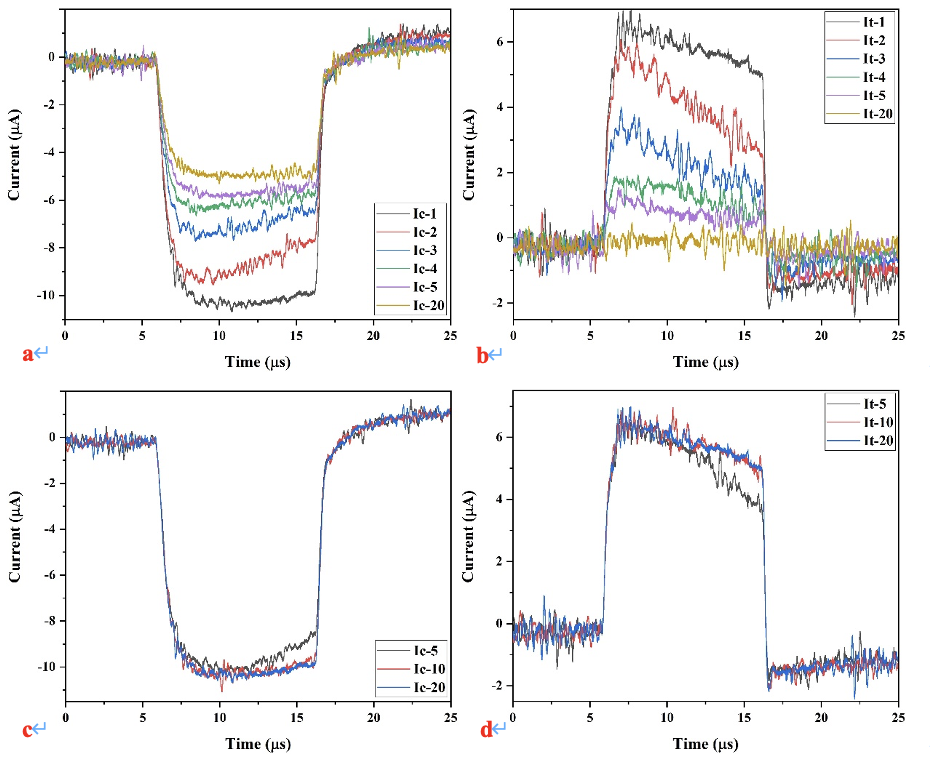 0
-2
-4
-6
-8
-10
Current (μA)
Ic-1
Ic-2
Ic-3
Ic-4
Ic-5
Ic-20
0 5 10 15 20 25
Time (μs)
a↵
6
4
2
0
-2
Current (μA)
It-1
It-2
It-3
It-4
It-5
It-20
0 5 10 15 20 25
Time (μs)
b↵
0
-2
-4
-6
-8
-10
Current (μA)
Ic-5
Ic-10
Ic-20
0 5 10 15 20 25
Time (μs)
c↵
6
4
2
0
-2
Current (μA)
It-5
It-10
It-20
0 5 10 15 20 25
Time (μs)
d↵